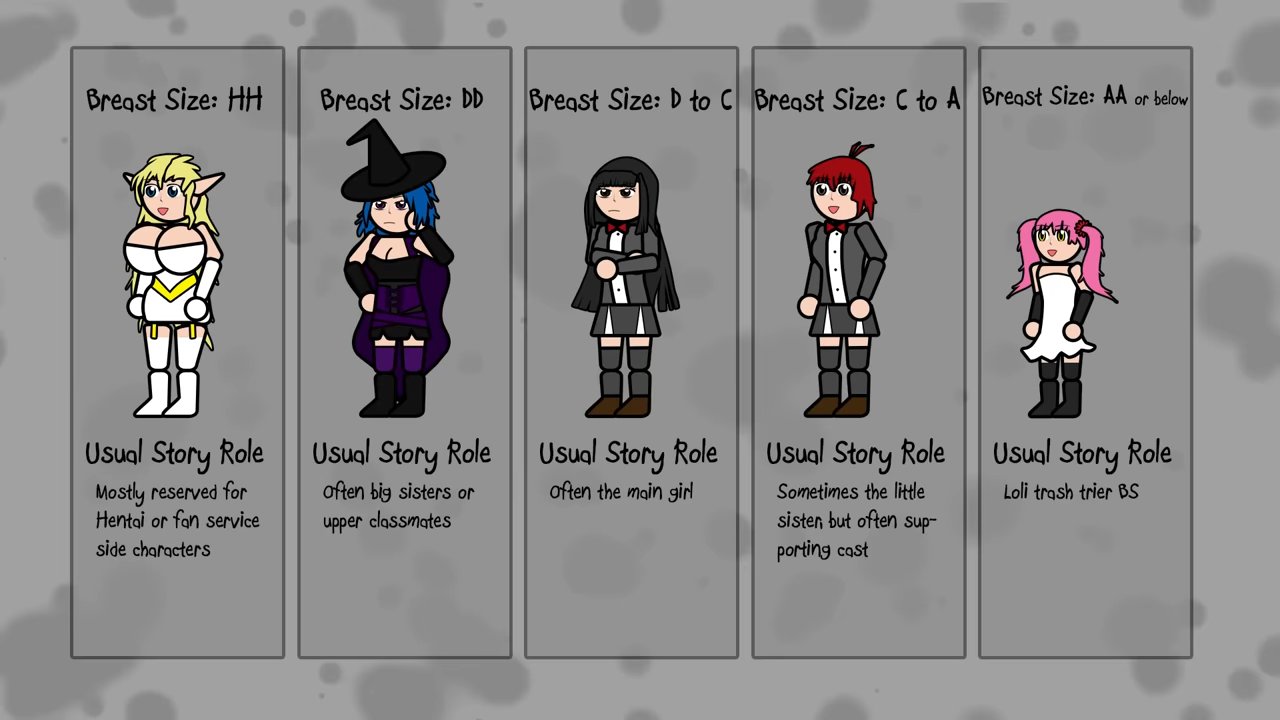 Breast Size: HH
Usual Story Role
Mostly reserved for
Hentai or fan service
side characters
Breast Size: DD
Usual Story Role
Often big sisters or
upper classmates
Breast Size: D to C
Usual Story Role
Often the main girl
Breast Size: C to A
Usual Story Role
Sometimes the little
sister, but often sup-
porting cast
Breast Size: AA or below
Usual Story Role
Loli trash trier BS